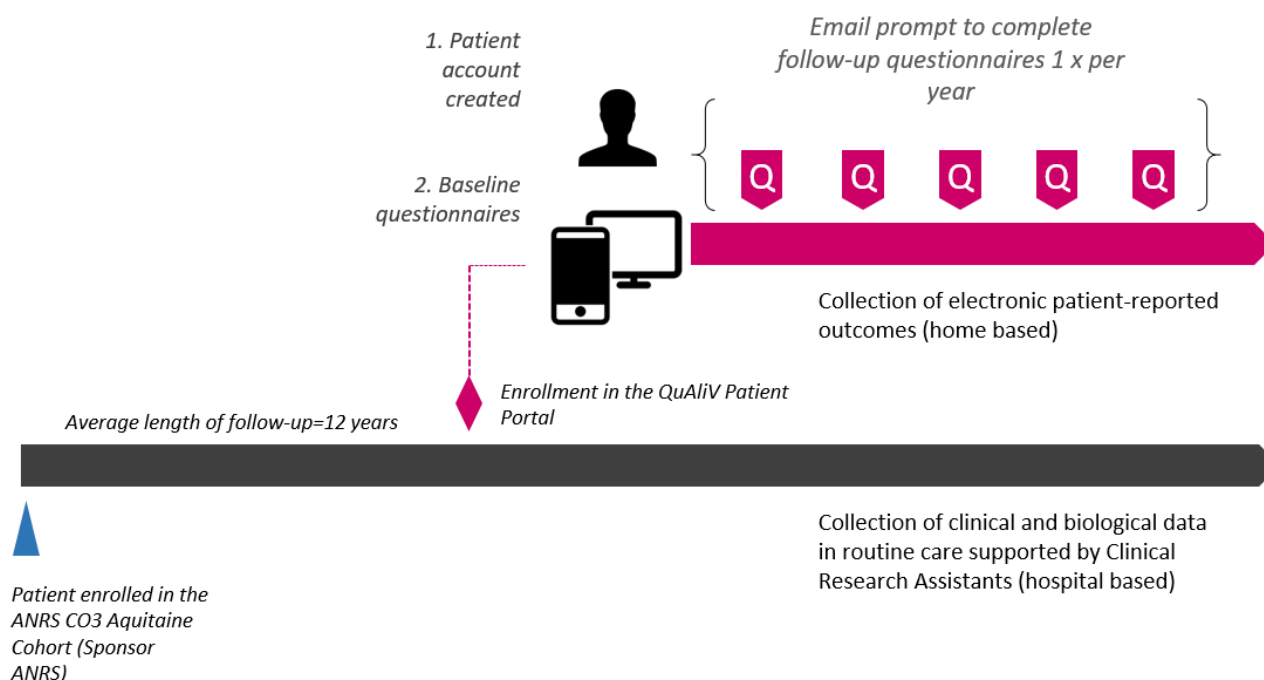 1. Patient
account
created
Email prompt to complete
follow-up questionnaires 1 x per
year
2. Baseline
questionnaires
Q
Q
Q
Q
Q
Collection of electronic patient-reported
outcomes (home based)
Enrollment in the QuAliV Patient
Portal
Average length of follow-up=12 years
Collection of clinical and biological data
in routine care supported by Clinical
Research Assistants (hospital based)
Patient enrolled in the
ANRS CO3 Aquitaine
Cohort (Sponsor
ANRS)